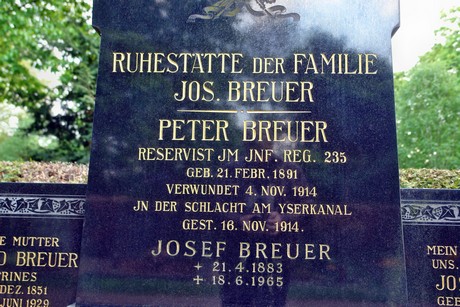 RUHESTÄTTE DER FAMILIE
JOS. BREUER
PETER BREUER
RESERVIST JM JNF. REG. 235
GEB. 21. FEBR. 1891
VERWUNDET 4. NOV. 1914
JN DER SCHLACHT AM YSERKANAL
GEST. 16. NOV. 1914.
JOSEF BREUER
+ 21.4.1883
+ 18.6.1965
E MUTTER
D BREUER
TRINES
DEZ. 1851
JUNI 1929
MEIN
UNS.
JOS
GEB